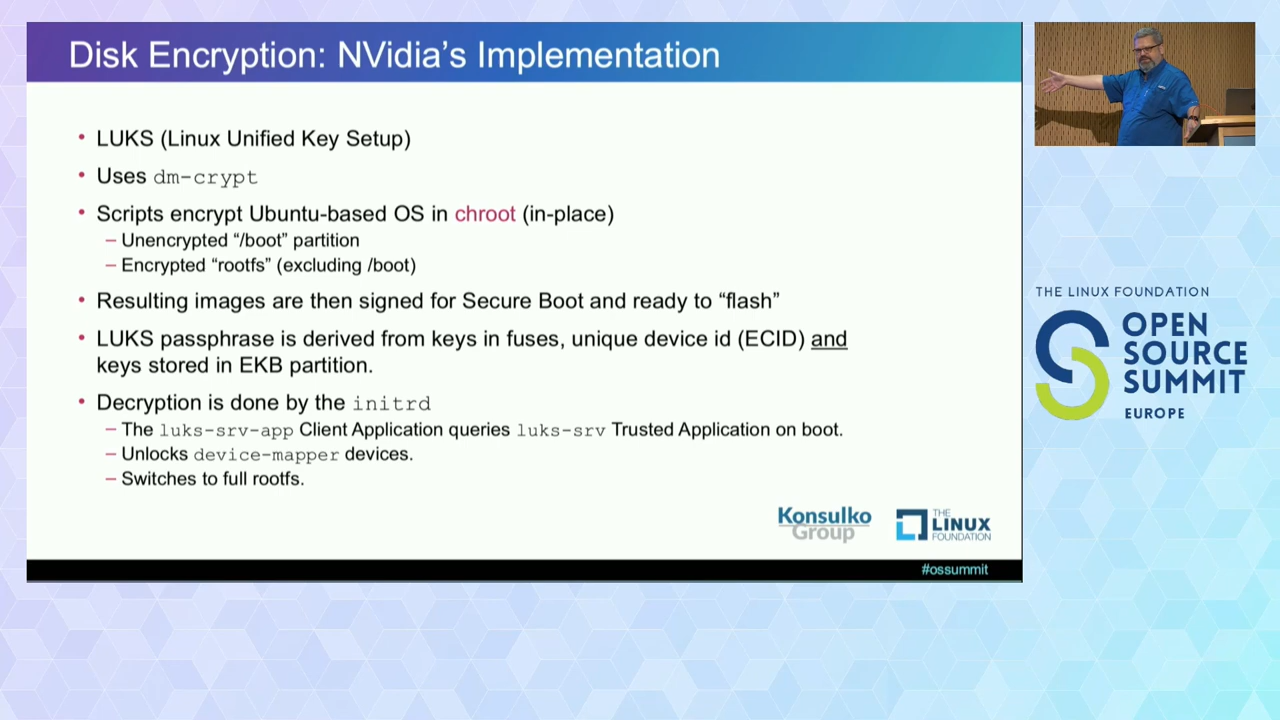 Disk Encryption: NVidia's Implementation
• LUKS (Linux Unified Key Setup)
• Uses dm-crypt
• Scripts encrypt Ubuntu-based OS in chroot (in-place)
– Unencrypted “/boot” partition
– Encrypted “rootfs” (excluding /boot)
• Resulting images are then signed for Secure Boot and ready to “flash”
• LUKS passphrase is derived from keys in fuses, unique device id (ECID) and
keys stored in EKB partition.
• Decryption is done by the initrd
– The luks-srv-app Client Application queries luks-srv Trusted Application on boot.
– Unlocks device-mapper devices.
– Switches to full rootfs.
Konsulko
Group
THE
LINUX
FOUNDATION
#ossummit
THE LINUX FOUNDATION
OPEN
SOURCE
SUMMIT
EUROPE